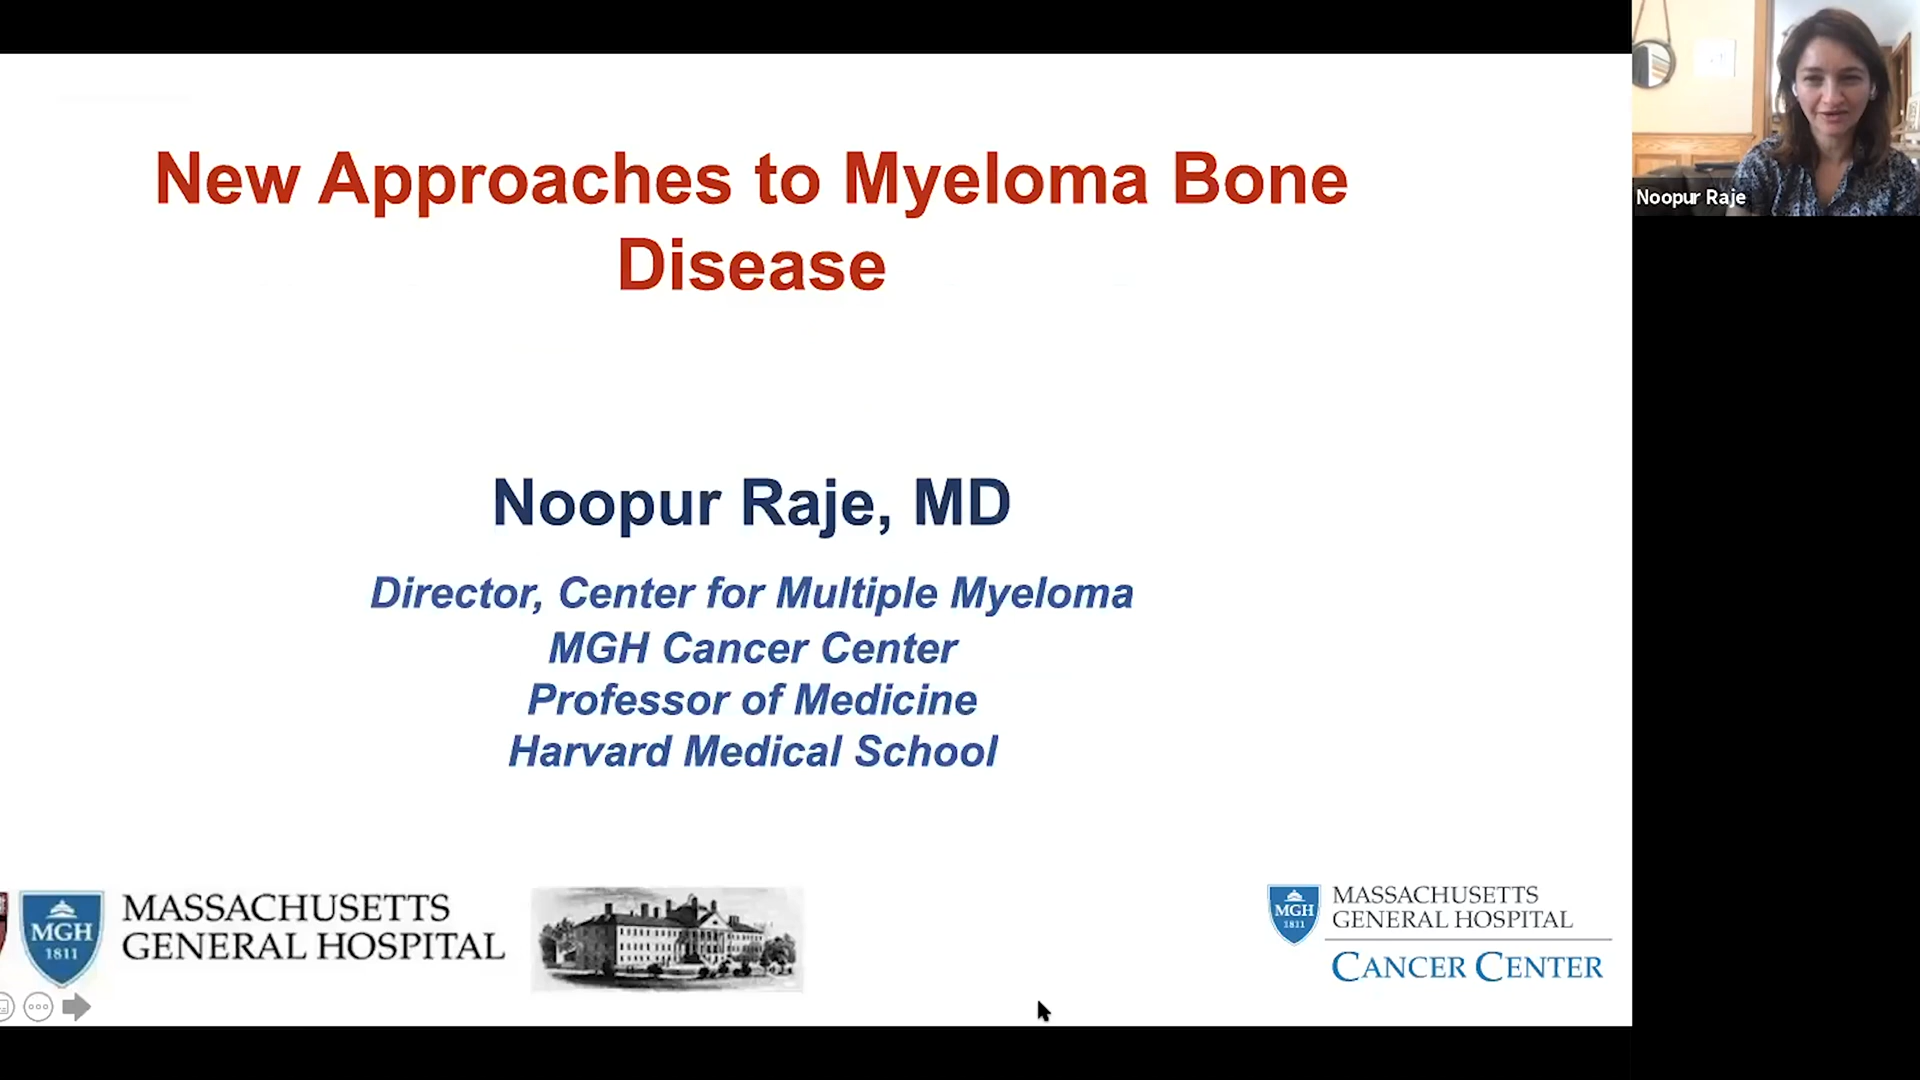 New Approaches to Myeloma Bone
Disease
Noopur Raje, MD
Director, Center for Multiple Myeloma
MGH Cancer Center
Professor of Medicine
Harvard Medical School
MGH
1811
MASSACHUSETTS
GENERAL HOSPITAL
MGH
1811
MASSACHUSETTS
GENERAL HOSPITAL
CANCER CENTER
Noopur Raje